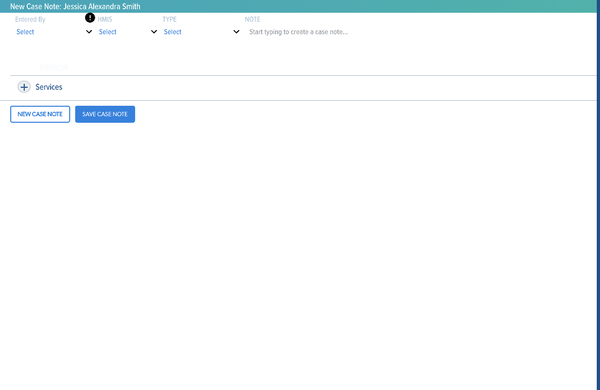 New Case Note: Jessica Alexandra Smith
Entered By ! HMIS TYPE NOTE
Select Select Select Start typing to create a case note...
Services
NEW CASE NOTE SAVE CASE NOTE